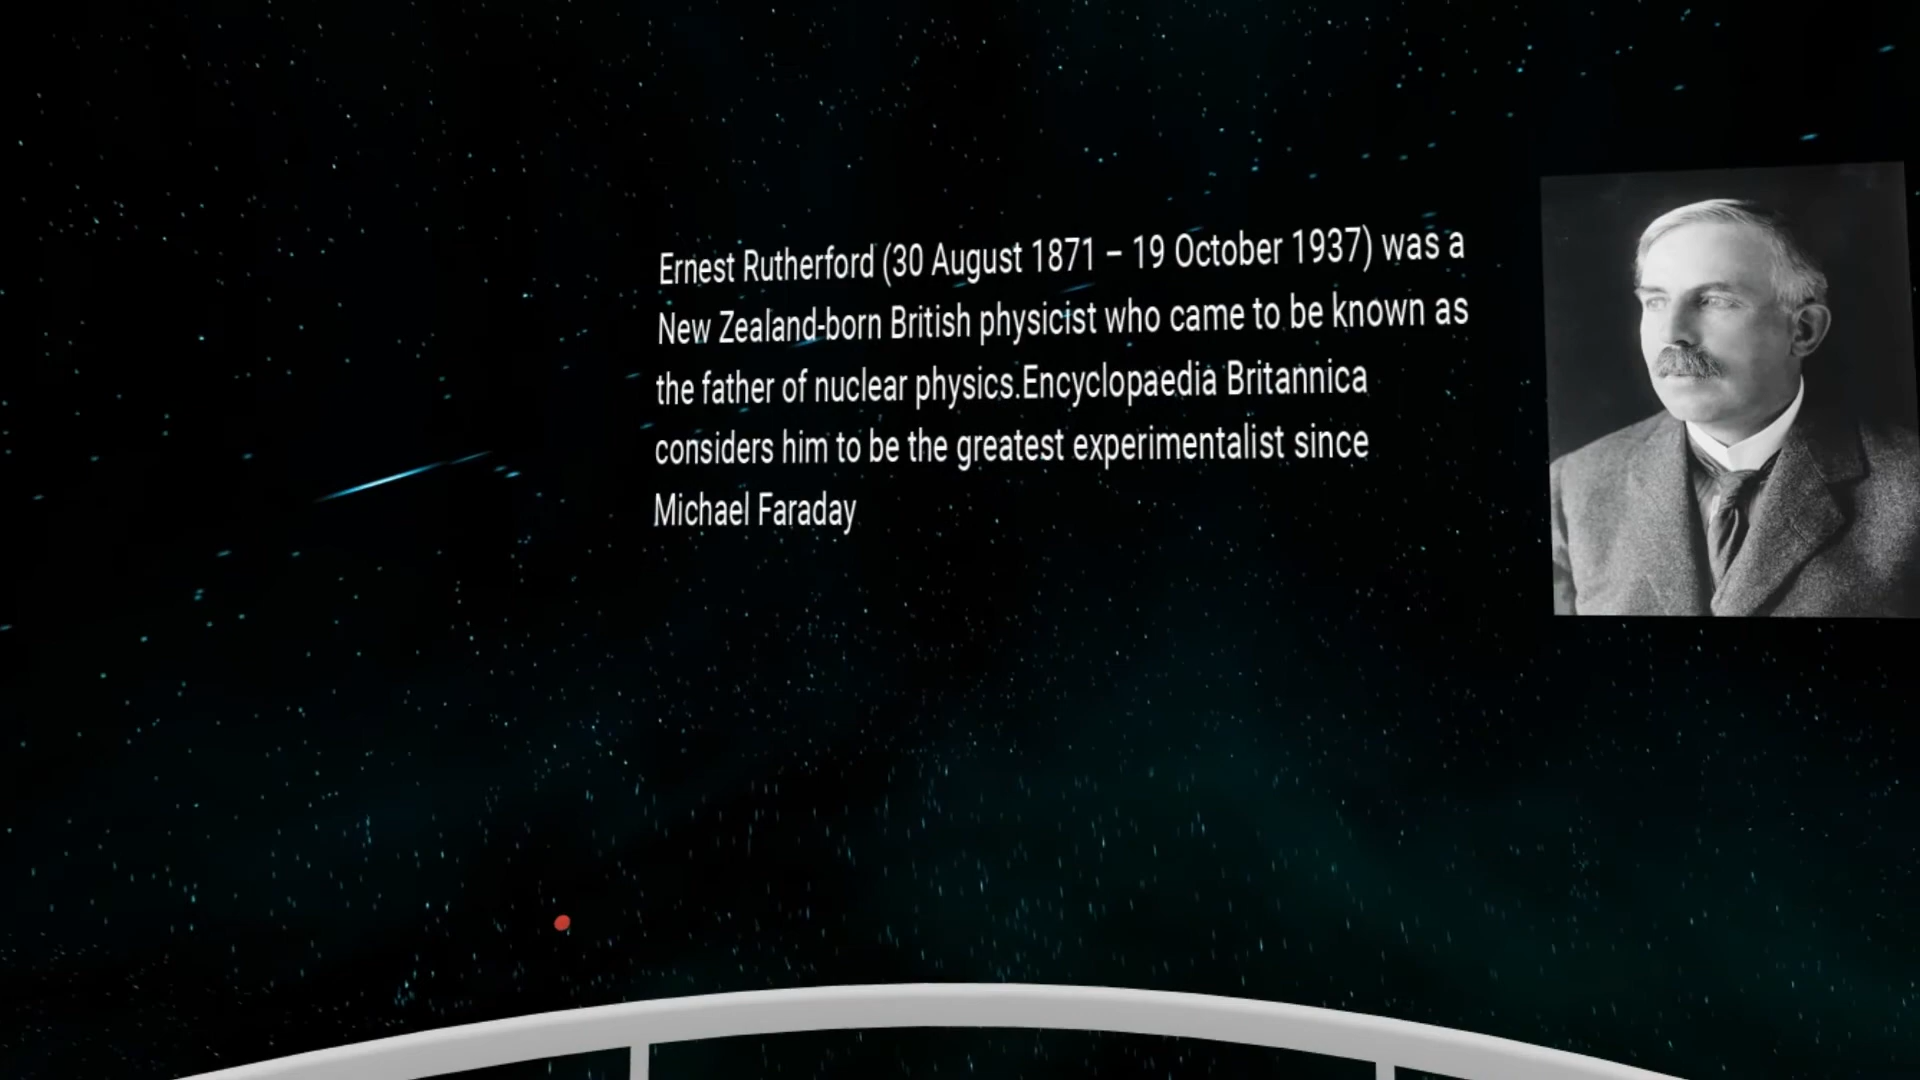 Ernest Rutherford (30 August 1871 – 19 October 1937) was a
New Zealand-born British physicist who came to be known as
the father of nuclear physics.Encyclopaedia Britannica
considers him to be the greatest experimentalist since
Michael Faraday